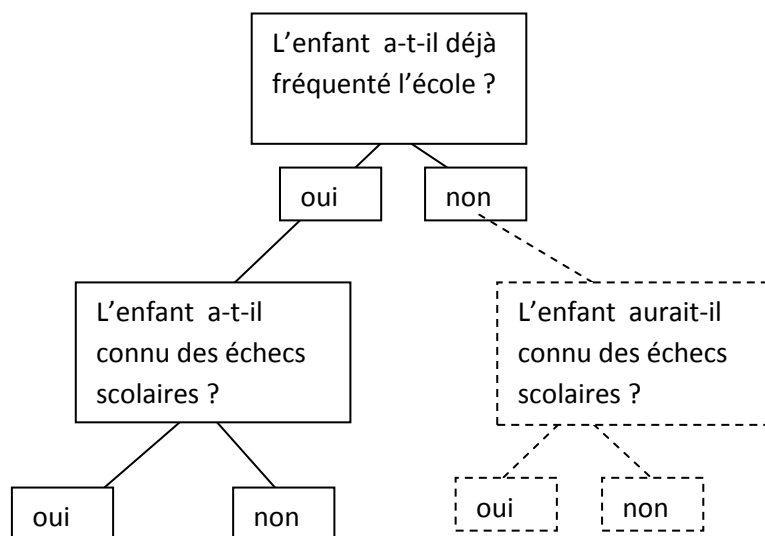 L’enfant a-t-il déjà
fréquenté l’école ?
oui
non
L’enfant a-t-il
connu des échecs
scolaires ?
L’enfant aurait-il
connu des échecs
scolaires ?
oui
non
oui
non